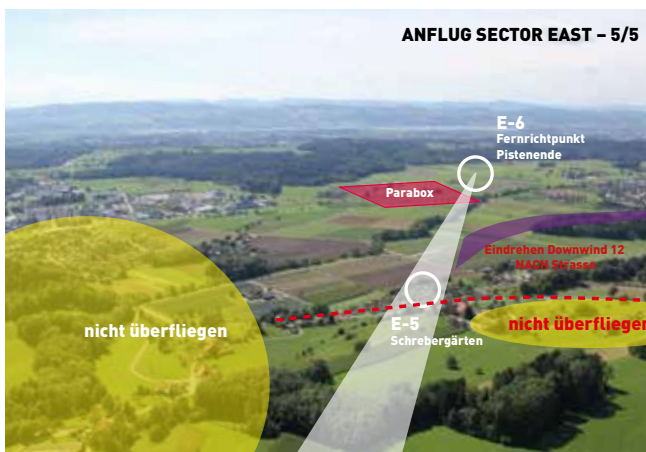 ANFLUG SECTOR EAST – 5/5
E-6
Fernrichtpunkt
Pistenende
Parabox
Eindrehen Downwind 12
NACH Strasse
nicht überfliegen
nicht überfliegen
E-5
Schrebergärten